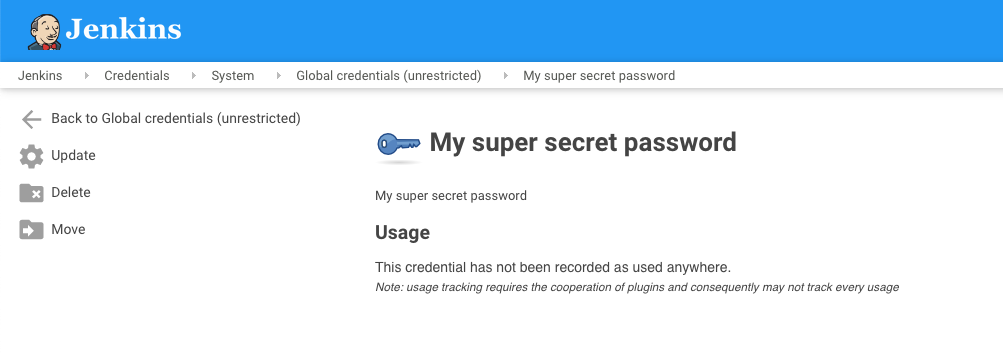 Jenkins
Jenkins Credentials System Global credentials (unrestricted) My super secret password
Back to Global credentials (unrestricted)
Update
Delete
Move
My super secret password
My super secret password
Usage
This credential has not been recorded as used anywhere.
Note: usage tracking requires the cooperation of plugins and consequently may not track every usage